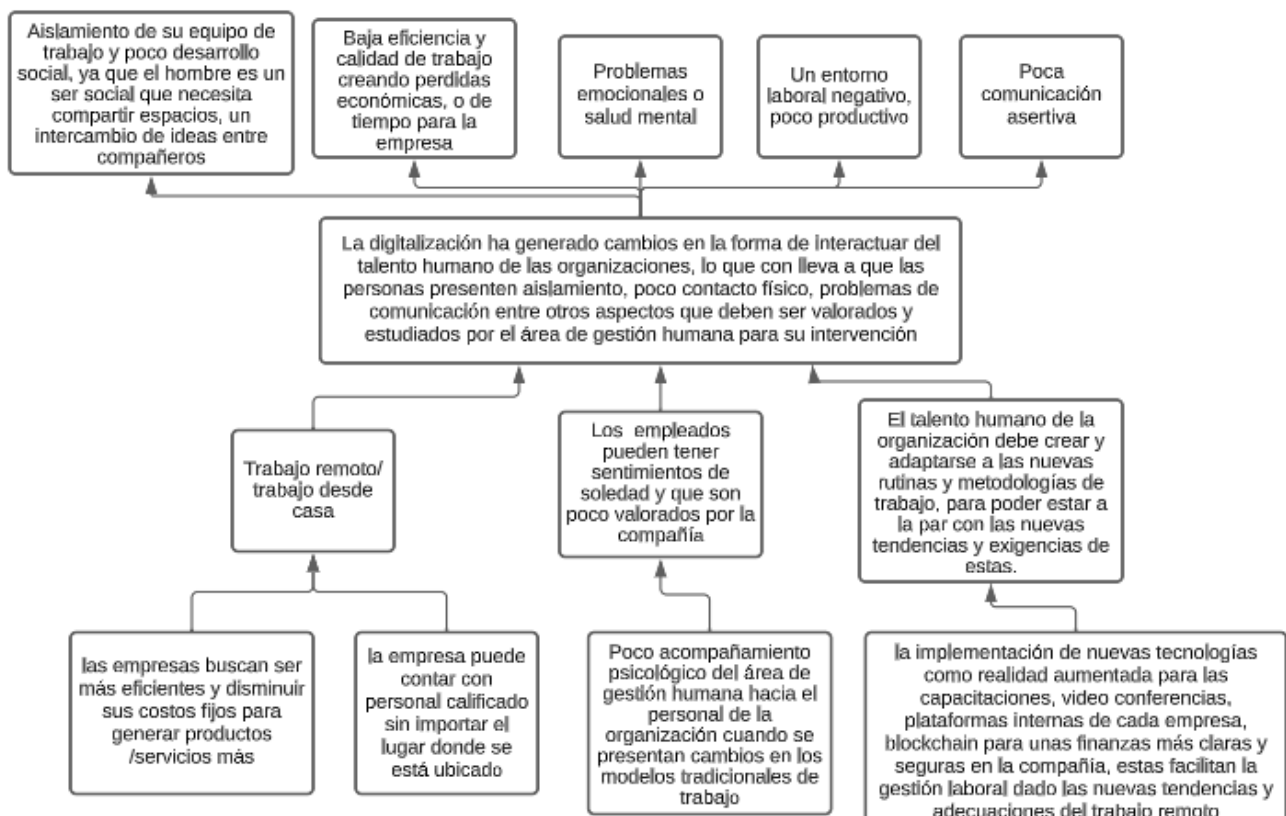 Aislamiento de su equipo de
trabajo y poco desarrollo
social, ya que el hombre es un
ser social que necesita
compartir espacios, un
intercambio de ideas entre
compañeros
Baja eficiencia y
calidad de trabajo
creando perdidas
económicas, o de
tiempo para la
empresa
Problemas
emocionales o
salud mental
Un entorno
laboral negativo,
poco productivo
Poca
comunicación
asertiva
La digitalización ha generado cambios en la forma de interactuar del
talento humano de las organizaciones, lo que con lleva a que las
personas presenten aislamiento, poco contacto físico, problemas de
comunicación entre otros aspectos que deben ser valorados y
estudiados por el área de gestión humana para su intervención
Trabajo remoto/
trabajo desde
casa
Los empleados
pueden tener
sentimientos de
soledad y que son
poco valorados por la
compañía
El talento humano de la
organización debe crear y
adaptarse a las nuevas
rutinas y metodologías de
trabajo, para poder estar a
la par con las nuevas
tendencias y exigencias de
estas.
las empresas buscan ser
más eficientes y disminuir
sus costos fijos para
generar productos
/servicios más
la empresa puede
contar con
personal calificado
sin importar el
lugar donde se
está ubicado
Poco acompañamiento
psicológico del área de
gestión humana hacia el
personal de la
organización cuando se
presentan cambios en los
modelos tradicionales de
trabajo
la implementación de nuevas tecnologías
como realidad aumentada para las
capacitaciones, video conferencias,
plataformas internas de cada empresa,
blockchain para unas finanzas más claras y
seguras en la compañía, estas facilitan la
gestión laboral dado las nuevas tendencias y
adecuaciones del trabajo remoto